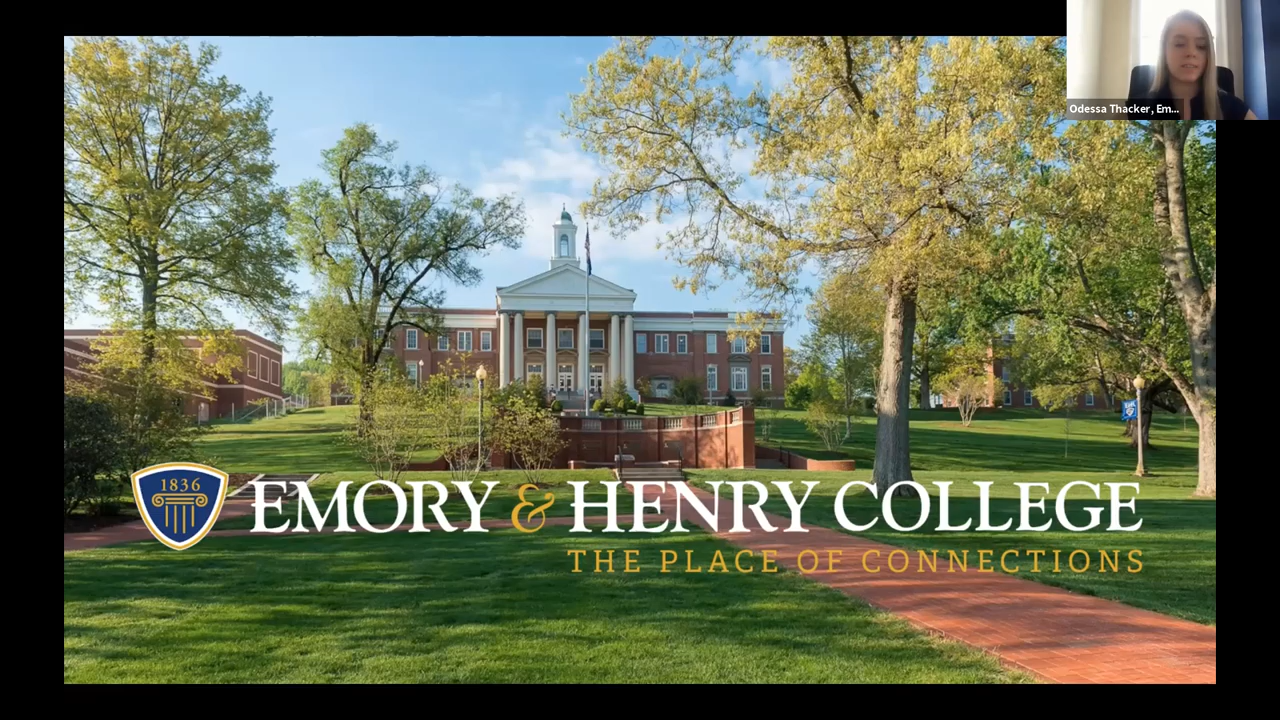 Odessa Thacker, Em...
1836
EMORY & HENRY COLLEGE
THE PLACE OF CONNECTIONS